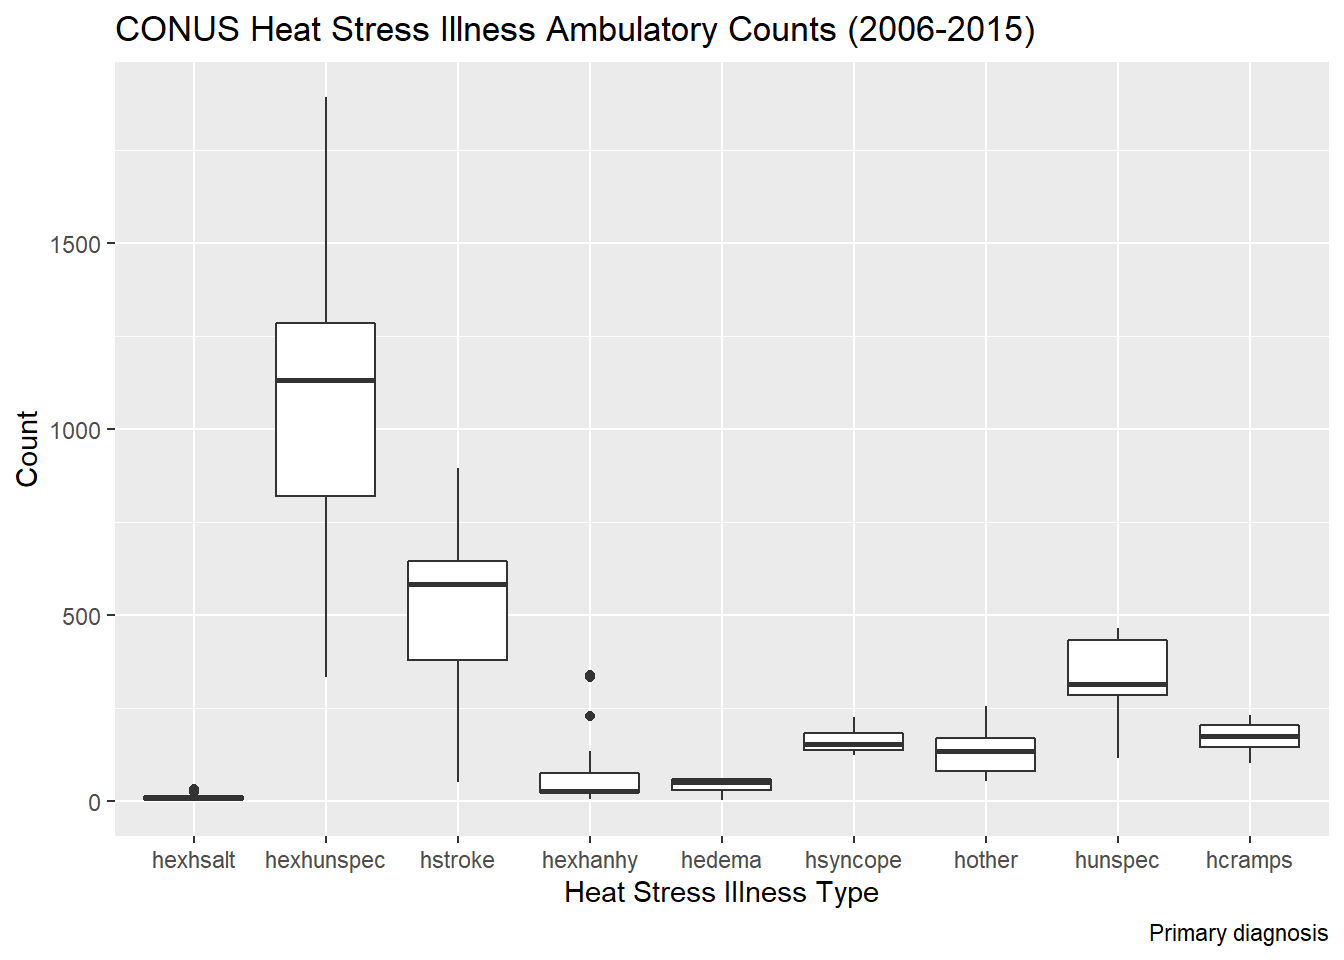 CONUS Heat Stress Illness Ambulatory Counts (2006-2015)
Count
1500
1000
500
0
hexhsalt hexhunspec hstroke hexhanhy hedema hsyncope hother hunspec hcramps
Heat Stress Illness Type
Primary diagnosis